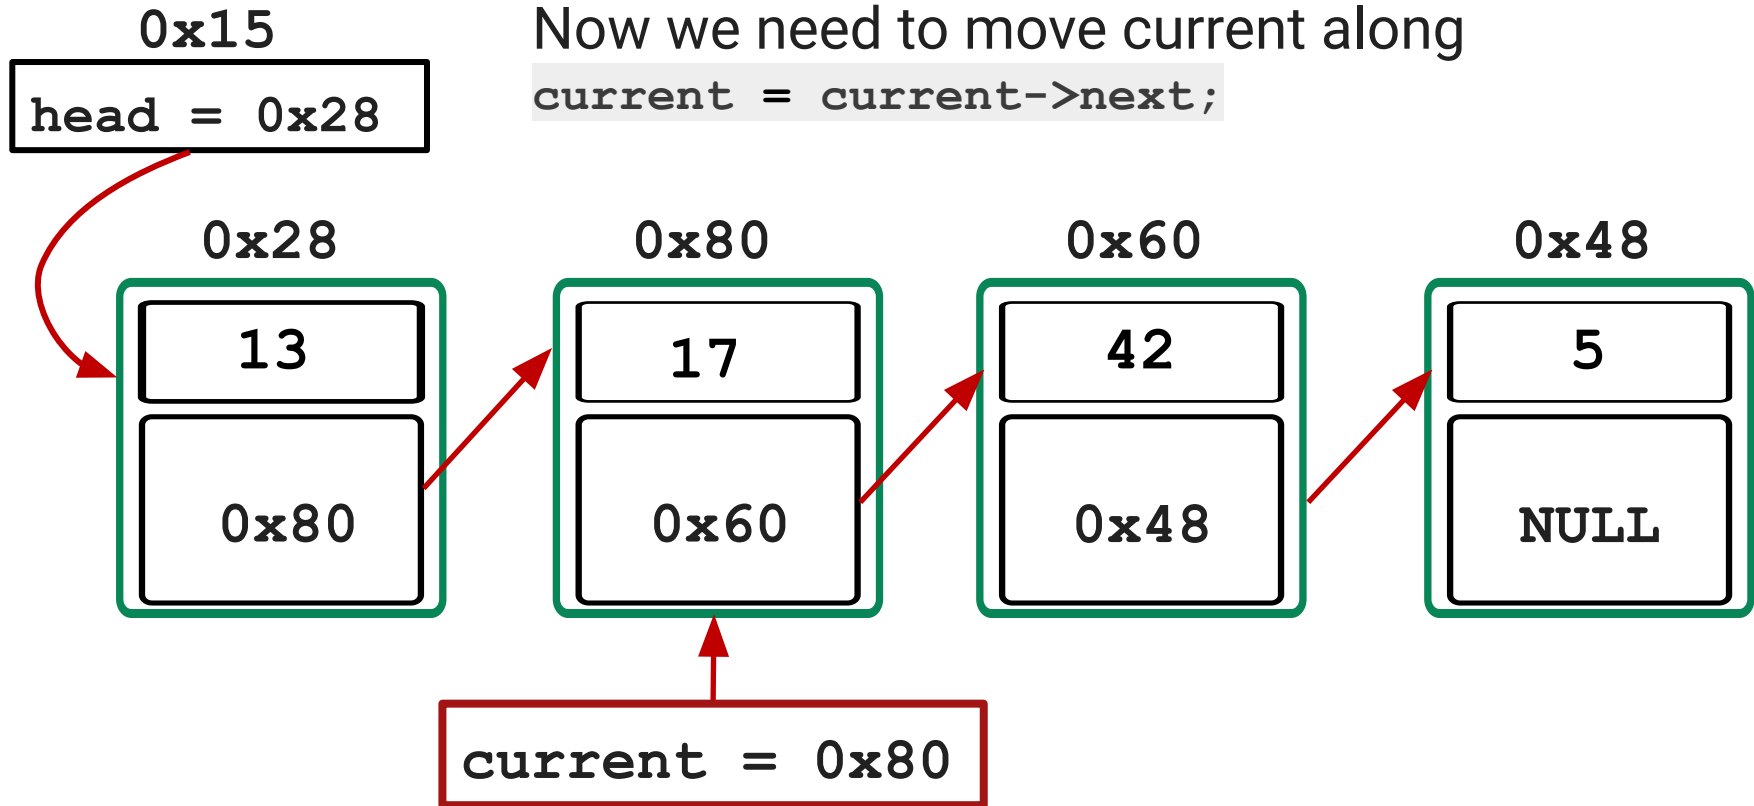 0x15
head = 0x28
Now we need to move current along
current = current->next;
0x28
0x80
0x60
0x48
13
17
42
5
0x80
0x60
0x48
NULL
current = 0x80